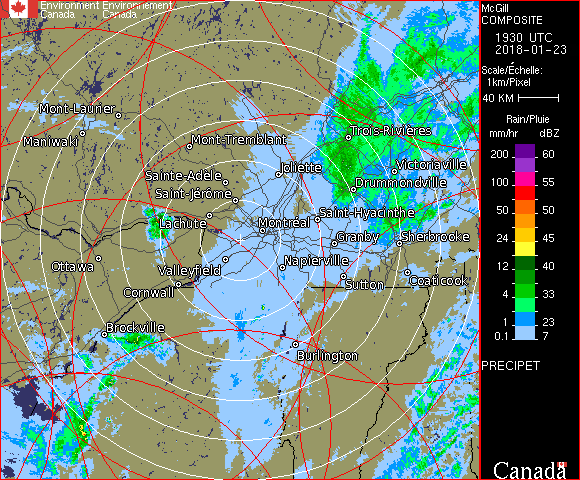 Environment Environnement
Canada Canada
McGill
COMPOSITE
1930 UTC
2018-01-23
Scale/Échelle:
1km/Pixel
40 KM
Rain/Pluie
mm/hr dBZ
200 60
100 55
50 50
24 45
12 40
4 33
1 23
0.1 7
PRECIPET
Mont-Laurier
Maniwaki
Mont-Tremblant
Trois-Rivières
Joliette
Victoriaville
Sainte-Adèle
Drummondville
Saint-Jérôme
Saint-Hyacinthe
Lachute
Montréal
Granby
Sherbrooke
Ottawa
Valleyfield
Napierville
Sutton
Coaticook
Cornwall
Brockville
Burlington
Canada